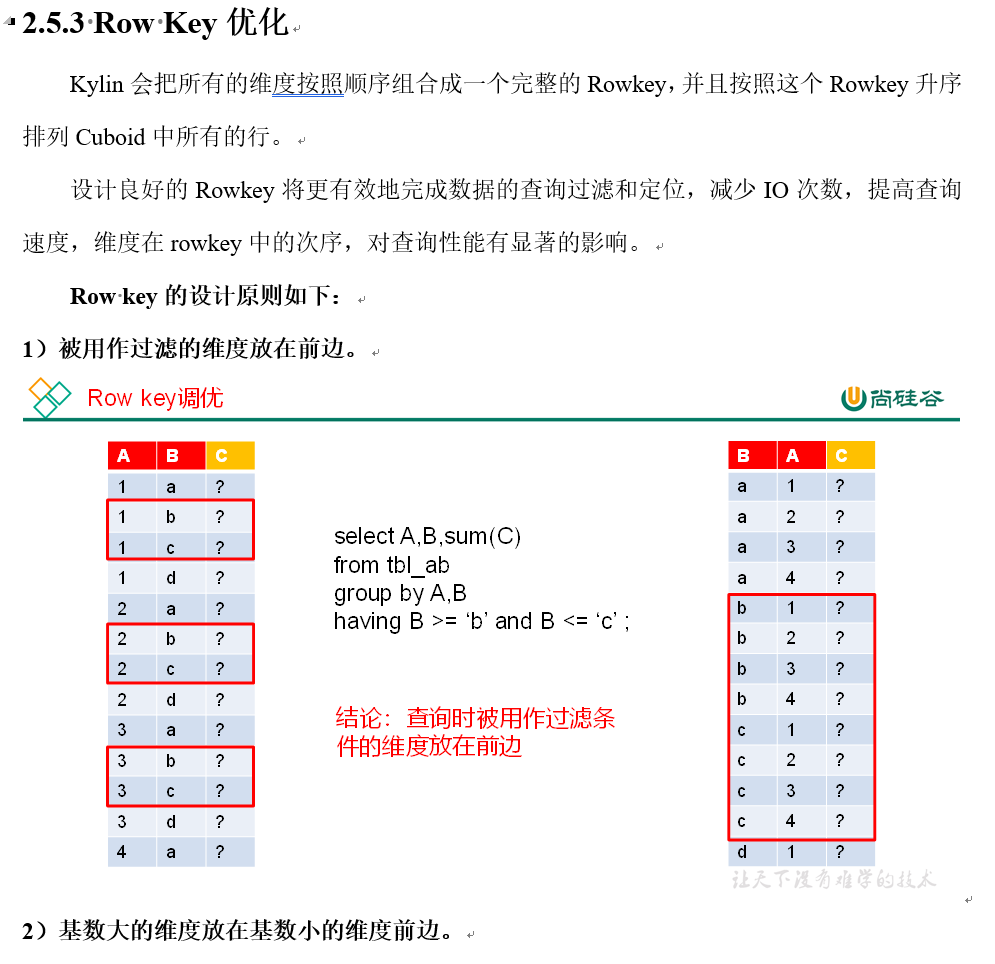 2.5.3 Row Key 优化
Kylin 会把所有的维度按照顺序组合成一个完整的 Rowkey，并且按照这个 Rowkey 升序
排列 Cuboid 中所有的行。
设计良好的 Rowkey 将更有效地完成数据的查询过滤和定位，减少 IO 次数，提高查询
速度，维度在 rowkey 中的次序，对查询性能有显著的影响。
Row key 的设计原则如下：
1）被用作过滤的维度放在前边。
Row key调优
尚硅谷
A B C
1 a ?
1 b ?
1 c ?
1 d ?
2 a ?
2 b ?
2 c ?
2 d ?
3 a ?
3 b ?
3 c ?
3 d ?
4 a ?
select A,B,sum(C)
from tbl_ab
group by A,B
having B >= ‘b’ and B <= ‘c’ ;
结论：查询时被用作过滤条
件的维度放在前边
B A C
a 1 ?
a 2 ?
a 3 ?
a 4 ?
b 1 ?
b 2 ?
b 3 ?
b 4 ?
c 1 ?
c 2 ?
c 3 ?
c 4 ?
d 1 ?
让天下没有难学的技术
2）基数大的维度放在基数小的维度前边。